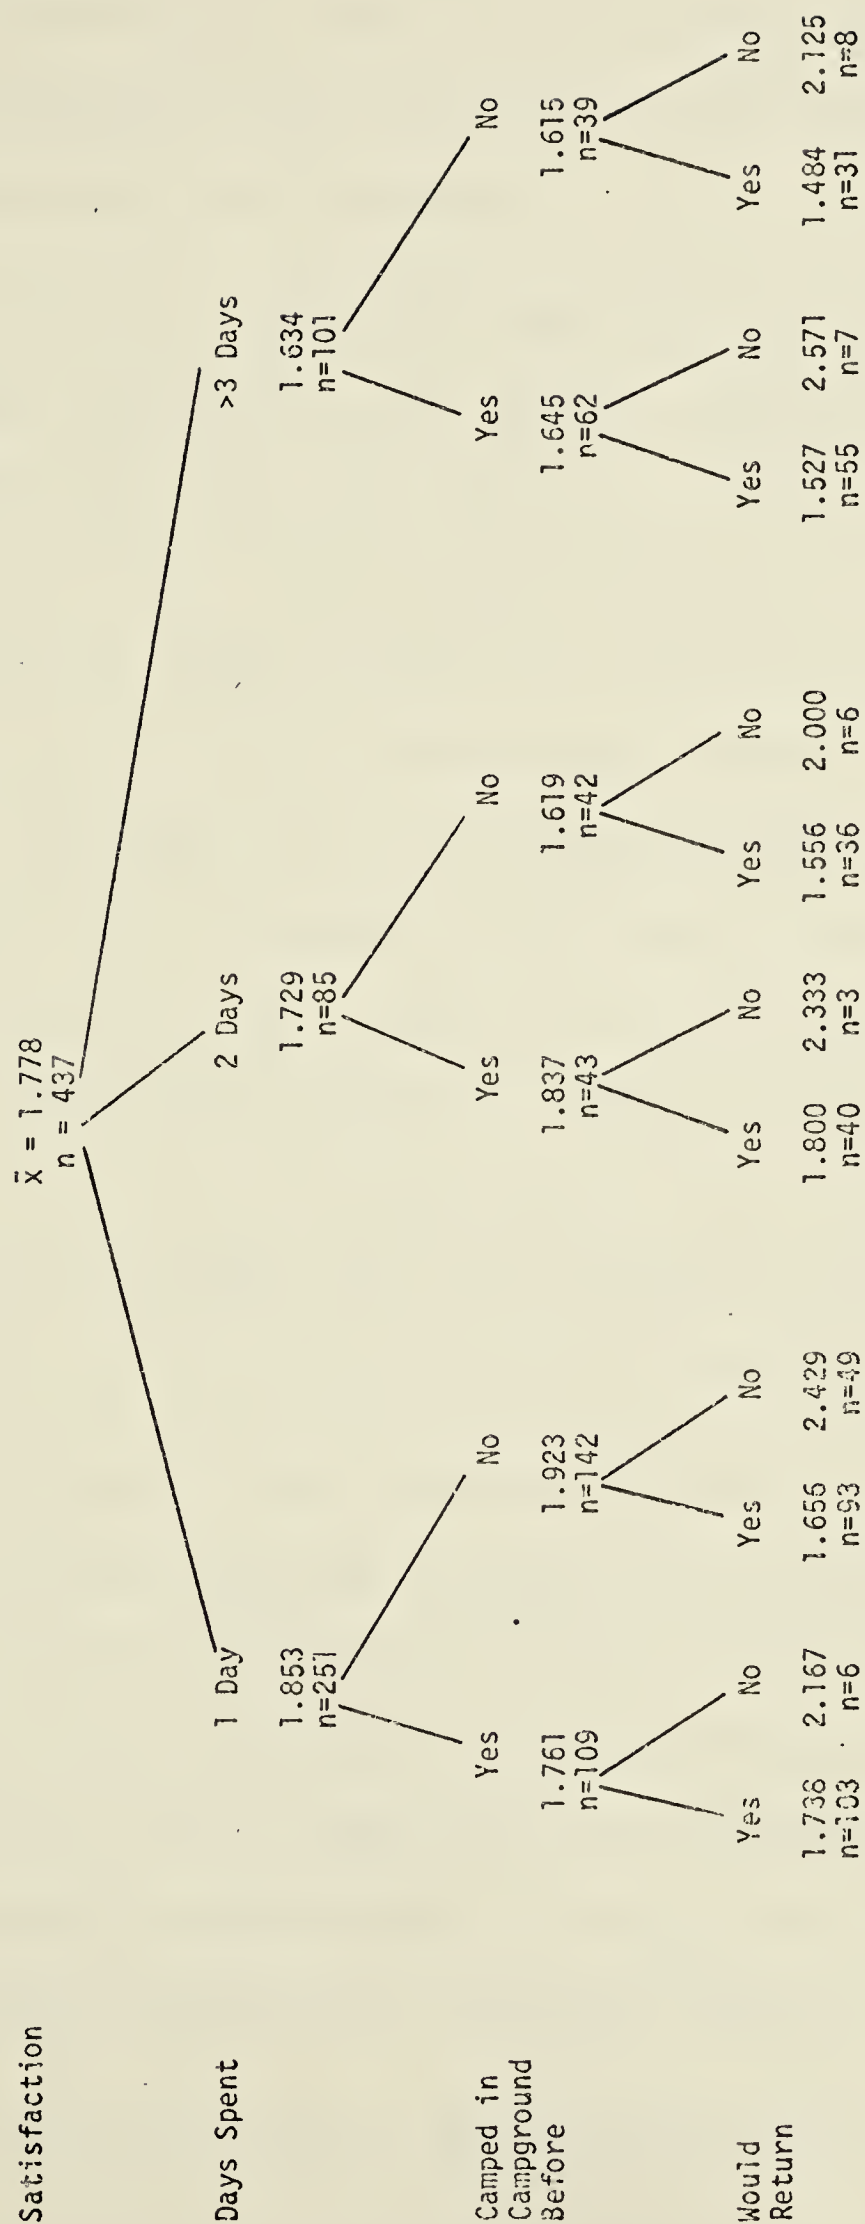 Satisfaction
x̄ = 1.778
n = 437
Days Spent
1 Day
2 Days
>3 Days
1.853
n=251
1.729
n=85
1.634
n=101
Camped in
Campground
Before
Yes
No
Yes
No
Yes
No
1.761
n=109
1.923
n=142
1.837
n=43
1.619
n=42
1.645
n=62
1.615
n=39
Would
Return
Yes
No
Yes
No
Yes
No
Yes
No
Yes
No
Yes
No
1.738
n=103
2.167
n=6
1.656
n=93
2.429
n=49
1.800
n=40
2.333
n=3
1.556
n=36
2.000
n=6
1.527
n=55
2.571
n=7
1.484
n=31
2.125
n=8